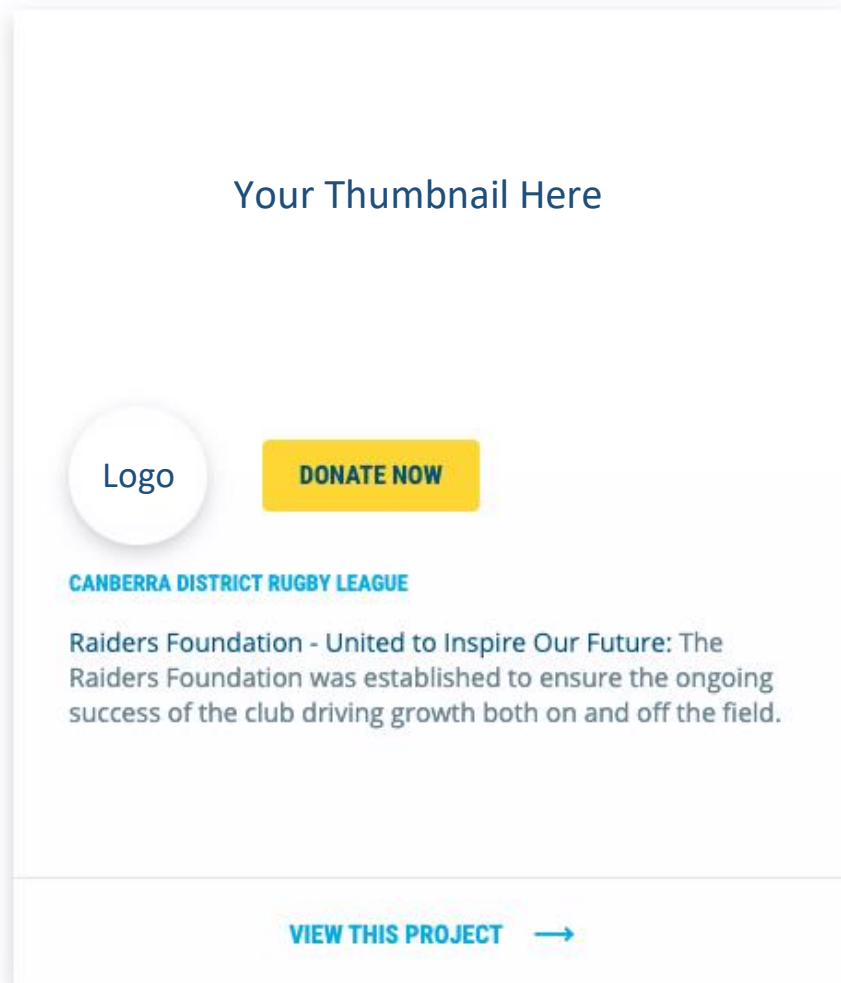 Your Thumbnail Here
Logo
DONATE NOW
CANBERRA DISTRICT RUGBY LEAGUE
Raiders Foundation - United to Inspire Our Future: The
Raiders Foundation was established to ensure the ongoing
success of the club driving growth both on and off the field.
VIEW THIS PROJECT →